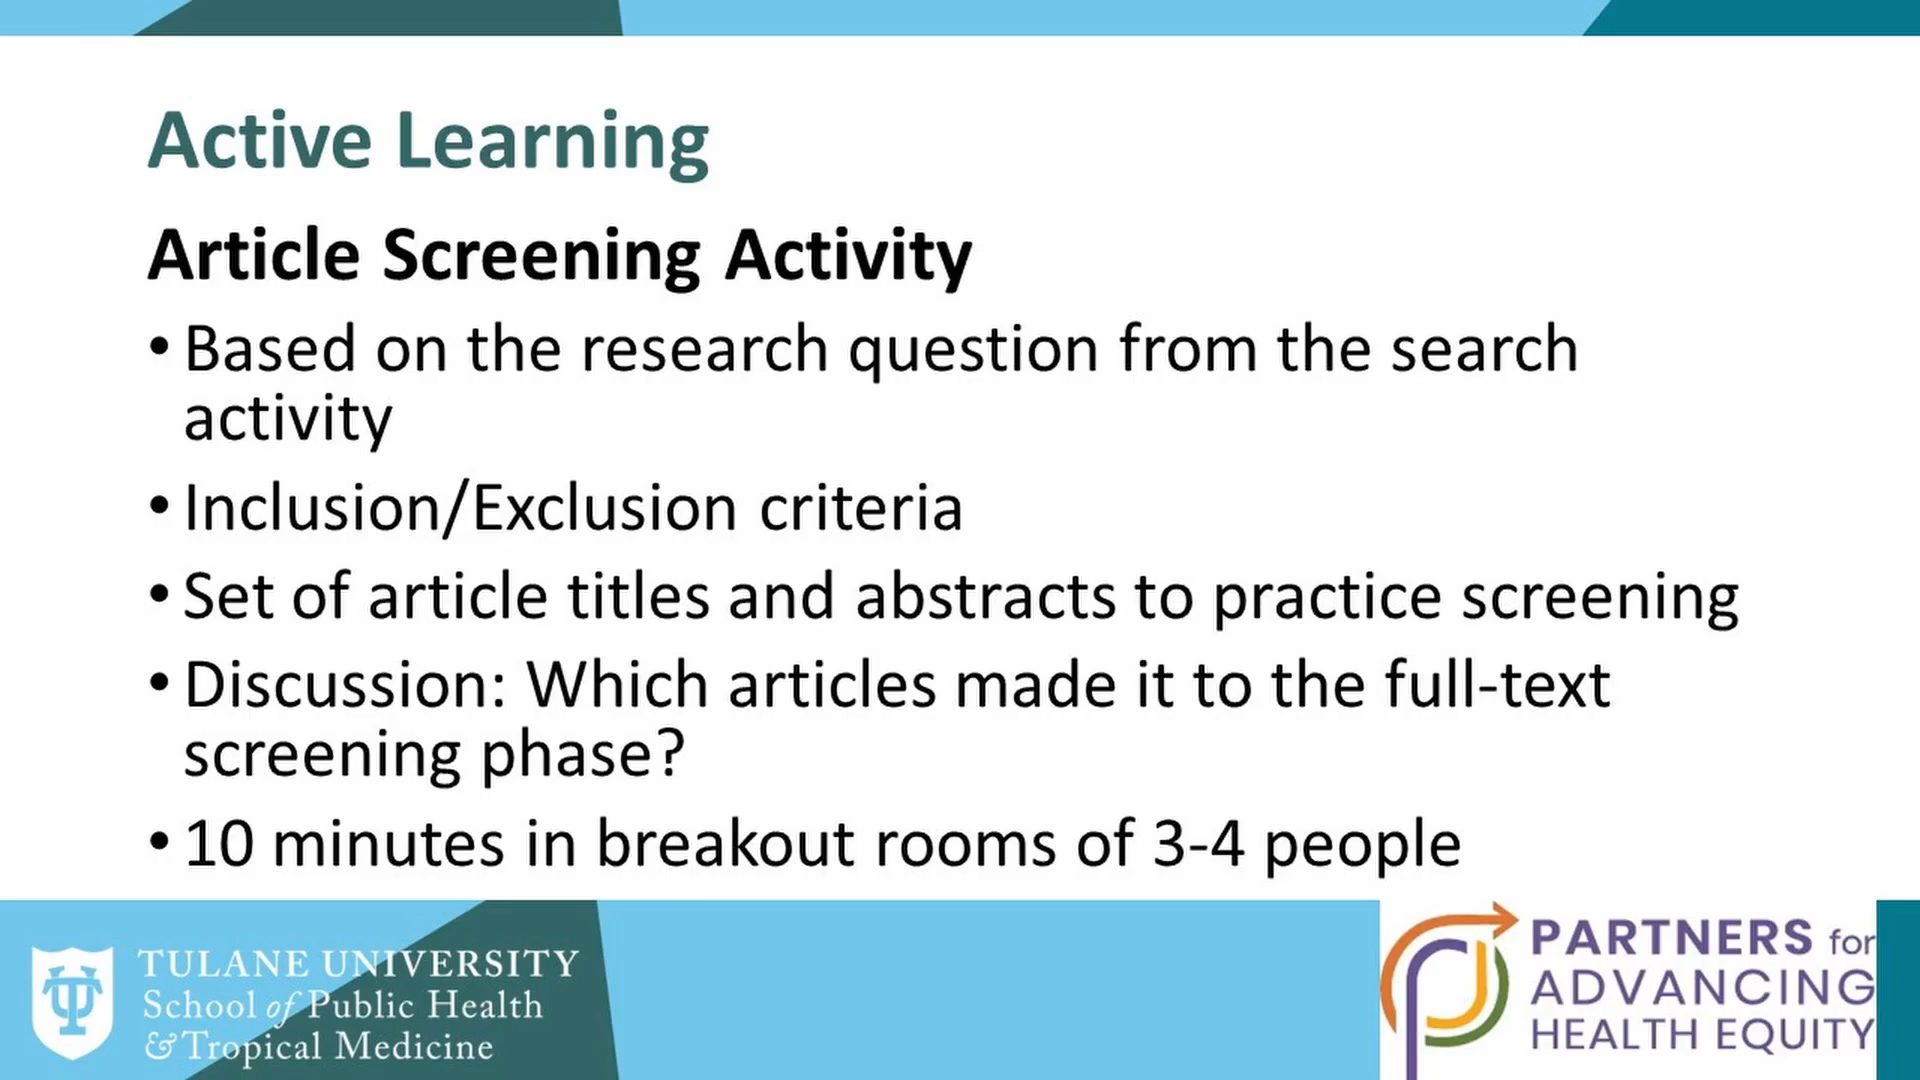 Active Learning
Article Screening Activity
• Based on the research question from the search
activity
• Inclusion/Exclusion criteria
• Set of article titles and abstracts to practice screening
• Discussion: Which articles made it to the full-text
screening phase?
• 10 minutes in breakout rooms of 3-4 people
TULANE UNIVERSITY
School of Public Health
& Tropical Medicine
PARTNERS for
ADVANCING
HEALTH EQUITY